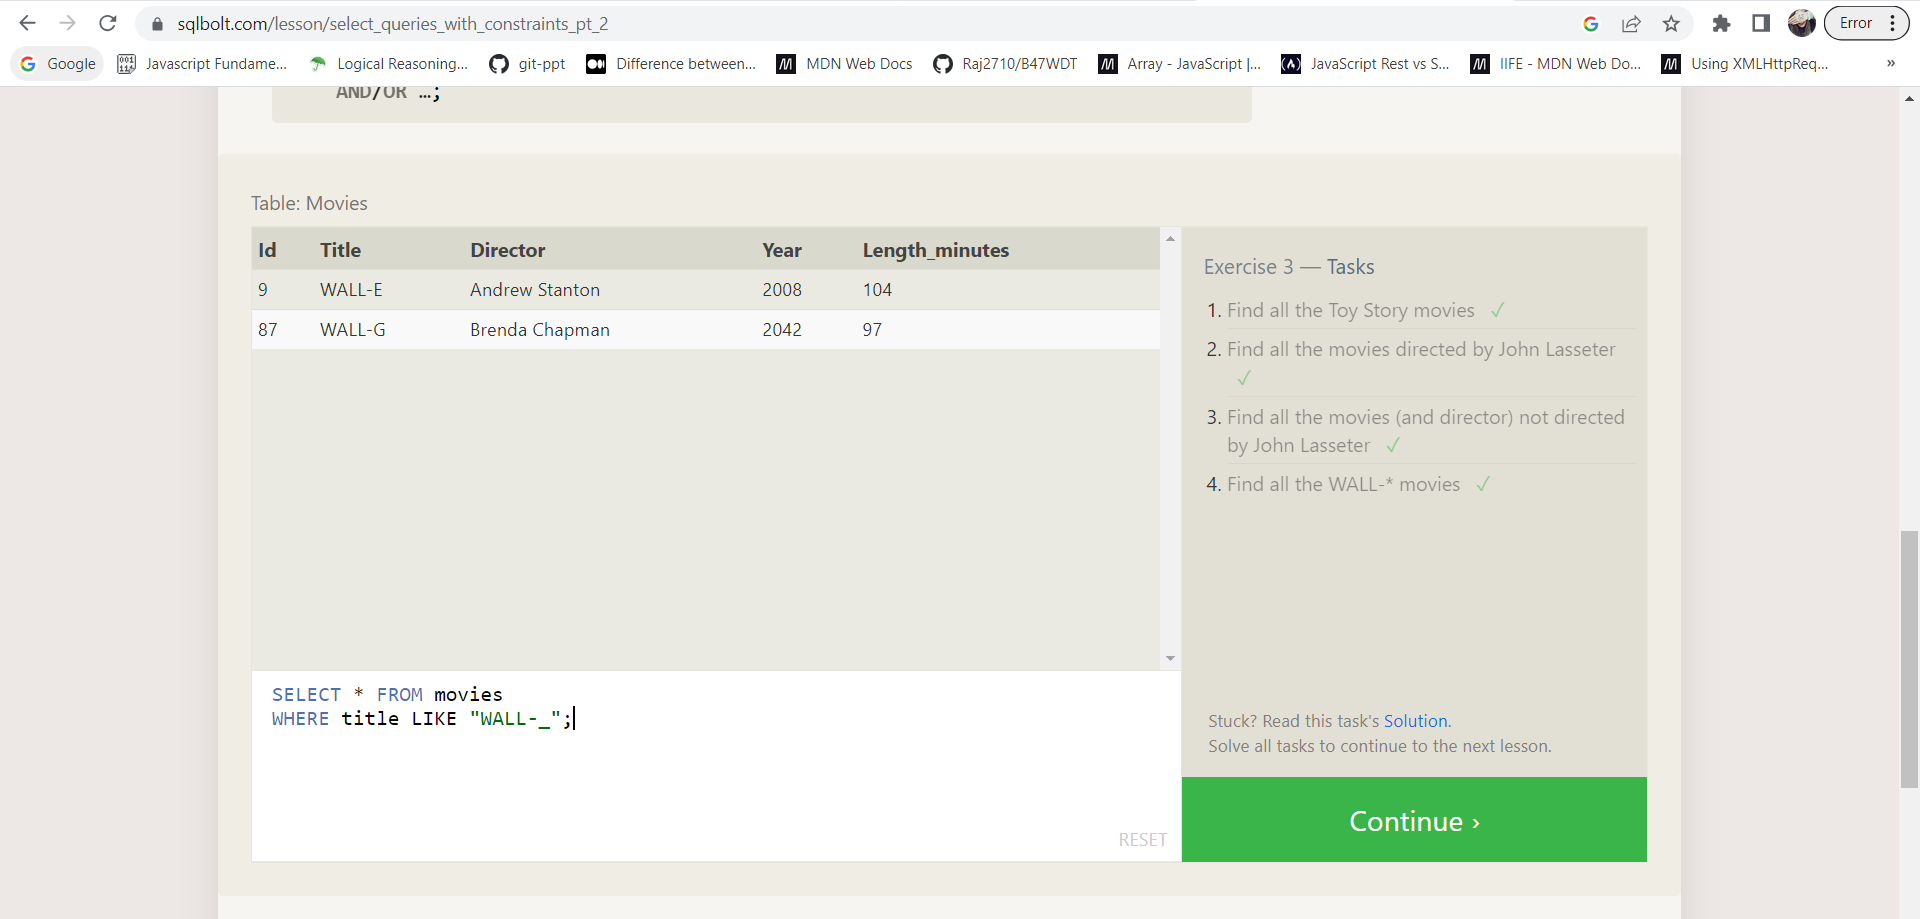 sqlbolt.com/lesson/select_queries_with_constraints_pt_2
Error
Google
Javascript Fundame...
Logical Reasoning...
git-ppt
Difference between...
MDN Web Docs
Raj2710/B47WDT
Array - JavaScript |...
JavaScript Rest vs S...
IIFE - MDN Web Do...
Using XMLHttpReq...
»
AND/OR …;
Table: Movies
Id Title Director Year Length_minutes
9 WALL-E Andrew Stanton 2008 104
87 WALL-G Brenda Chapman 2042 97
SELECT * FROM movies
WHERE title LIKE "WALL-_";
RESET
Exercise 3 — Tasks
1. Find all the Toy Story movies ✓
2. Find all the movies directed by John Lasseter
✓
3. Find all the movies (and director) not directed
by John Lasseter ✓
4. Find all the WALL-* movies ✓
Stuck? Read this task's Solution.
Solve all tasks to continue to the next lesson.
Continue ›